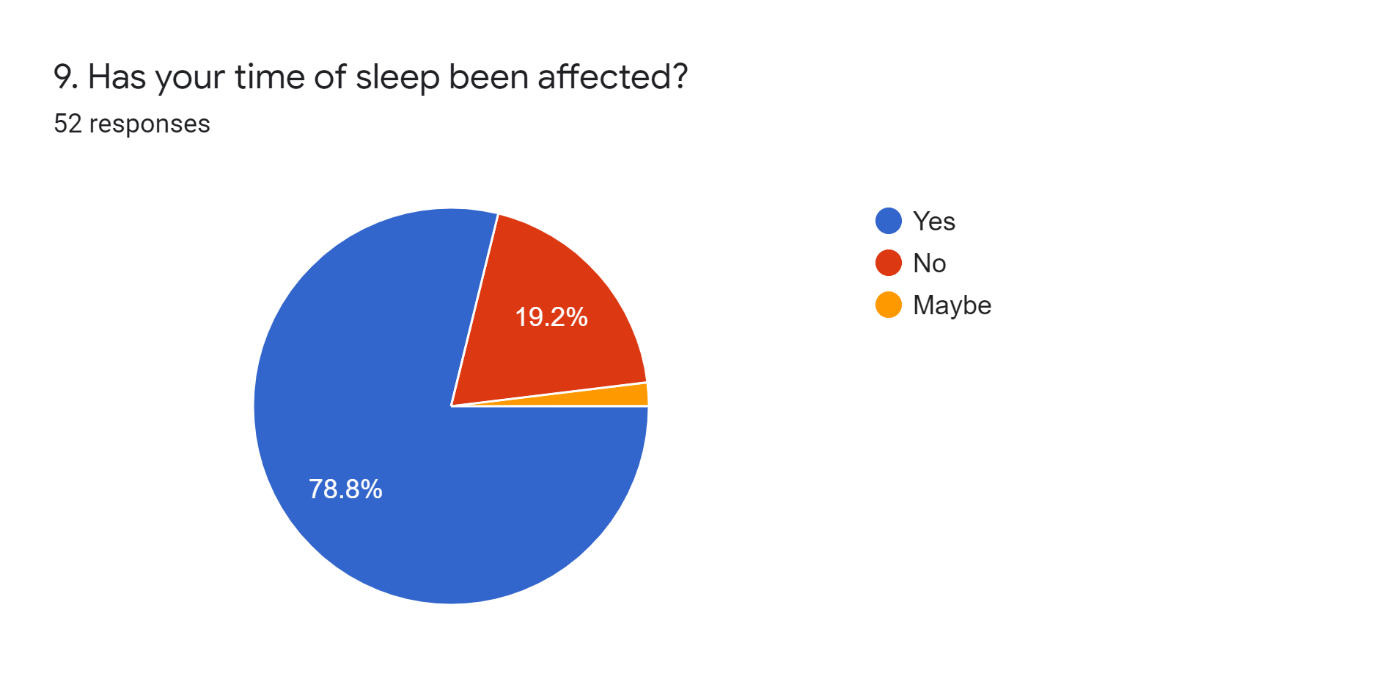 9. Has your time of sleep been affected?
52 responses
Yes
No
Maybe
19.2%
78.8%